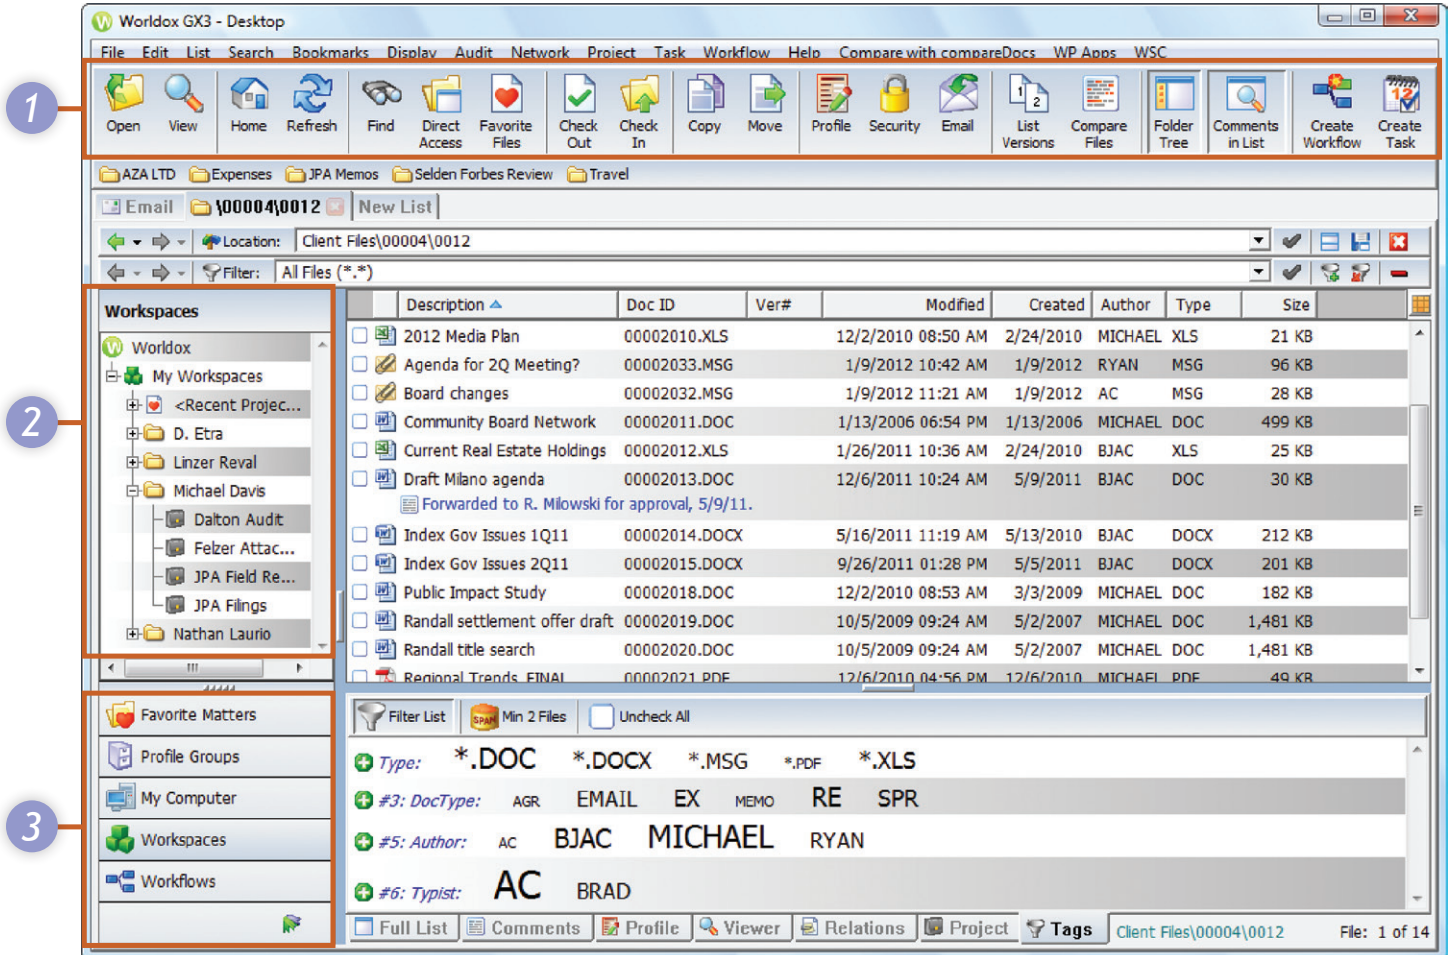 Worldox GX3 - Desktop
File Edit List Search Bookmarks Display Audit Network Project Task Workflow Help Compare with compareDocs WP Apps WSC
1
Open View Home Refresh Find Direct Access Favorite Files Check Out Check In Copy Move Profile Security Email List Versions Compare Files Folder Tree Comments in List Create Workflow Create Task
AZA LTD Expenses JPA Memos Selden Forbes Review Travel
Email \00004\0012 New List
Location: Client Files\00004\0012
Filter: All Files (*.*)
2
Workspaces
Worldox
My Workspaces
<Recent Projec...
D. Etra
Linzer Reval
Michael Davis
Dalton Audit
Felzer Attac...
JPA Field Re...
JPA Filings
Nathan Laurio
Description Doc ID Ver# Modified Created Author Type Size
2012 Media Plan 00002010.XLS 12/2/2010 08:50 AM 2/24/2010 MICHAEL XLS 21 KB
Agenda for 2Q Meeting? 00002033.MSG 1/9/2012 10:42 AM 1/9/2012 RYAN MSG 96 KB
Board changes 00002032.MSG 1/9/2012 11:21 AM 1/9/2012 AC MSG 28 KB
Community Board Network 00002011.DOC 1/13/2006 06:54 PM 1/13/2006 MICHAEL DOC 499 KB
Current Real Estate Holdings 00002012.XLS 1/26/2011 10:36 AM 2/24/2010 BJAC XLS 25 KB
Draft Milano agenda 00002013.DOC 12/6/2011 10:24 AM 5/9/2011 BJAC DOC 30 KB
Forwarded to R. Milowski for approval, 5/9/11.
Index Gov Issues 1Q11 00002014.DOCX 5/16/2011 11:19 AM 5/13/2010 BJAC DOCX 212 KB
Index Gov Issues 2Q11 00002015.DOCX 9/26/2011 01:28 PM 5/5/2011 BJAC DOCX 201 KB
Public Impact Study 00002018.DOC 12/2/2010 08:53 AM 3/3/2009 MICHAEL DOC 182 KB
Randall settlement offer draft 00002019.DOC 10/5/2009 09:24 AM 5/2/2007 MICHAEL DOC 1,481 KB
Randall title search 00002020.DOC 10/5/2009 09:24 AM 5/2/2007 MICHAEL DOC 1,481 KB
Regional Trends FINAL 00002021.PDF 12/6/2010 04:56 PM 12/6/2010 MICHAEL PDF 49 KB
3
Favorite Matters
Profile Groups
My Computer
Workspaces
Workflows
Filter List SPAM Min 2 Files Uncheck All
Type: *.DOC *.DOCX *.MSG *.PDF *.XLS
#3: DocType: AGR EMAIL EX MEMO RE SPR
#5: Author: AC BJAC MICHAEL RYAN
#6: Typist: AC BRAD
Full List Comments Profile Viewer Relations Project Tags Client Files\00004\0012 File: 1 of 14